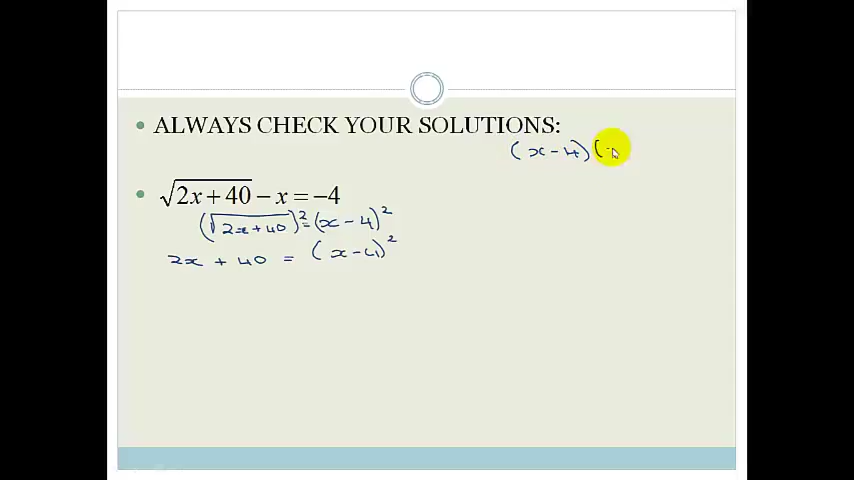 ALWAYS CHECK YOUR SOLUTIONS:
(x-4)(
√(2x+40) - x = -4
(√(2x+40))² = (x-4)²
2x + 40 = (x-4)²